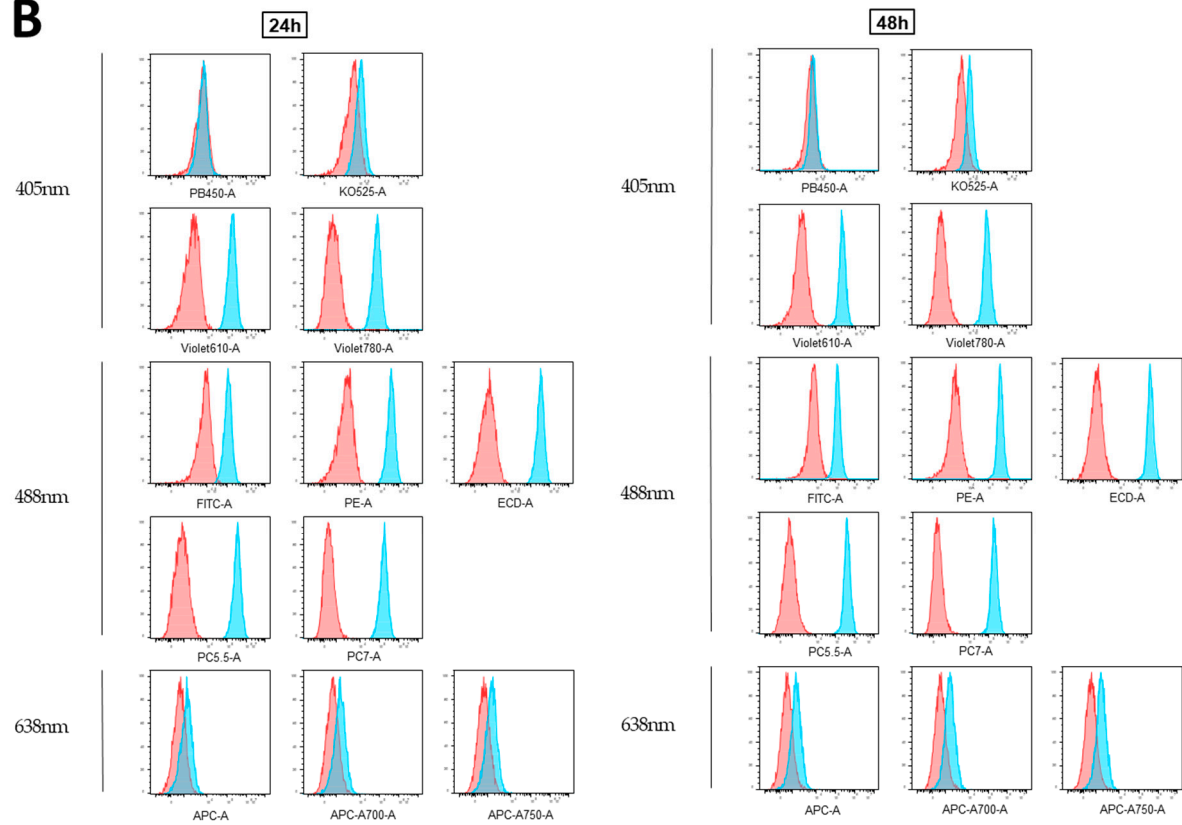 B
24h
48h
405nm
PB450-A
KO525-A
Violet610-A
Violet780-A
488nm
FITC-A
PE-A
ECD-A
PC5.5-A
PC7-A
638nm
APC-A
APC-A700-A
APC-A750-A
405nm
PB450-A
KO525-A
Violet610-A
Violet780-A
488nm
FITC-A
PE-A
ECD-A
PC5.5-A
PC7-A
638nm
APC-A
APC-A700-A
APC-A750-A